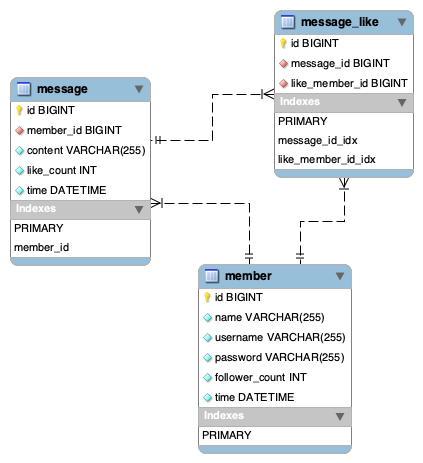 message_like
id BIGINT
message_id BIGINT
like_member_id BIGINT
Indexes
PRIMARY
message_id_idx
like_member_id_idx
message
id BIGINT
member_id BIGINT
content VARCHAR(255)
like_count INT
time DATETIME
Indexes
PRIMARY
member_id
member
id BIGINT
name VARCHAR(255)
username VARCHAR(255)
password VARCHAR(255)
follower_count INT
time DATETIME
Indexes
PRIMARY